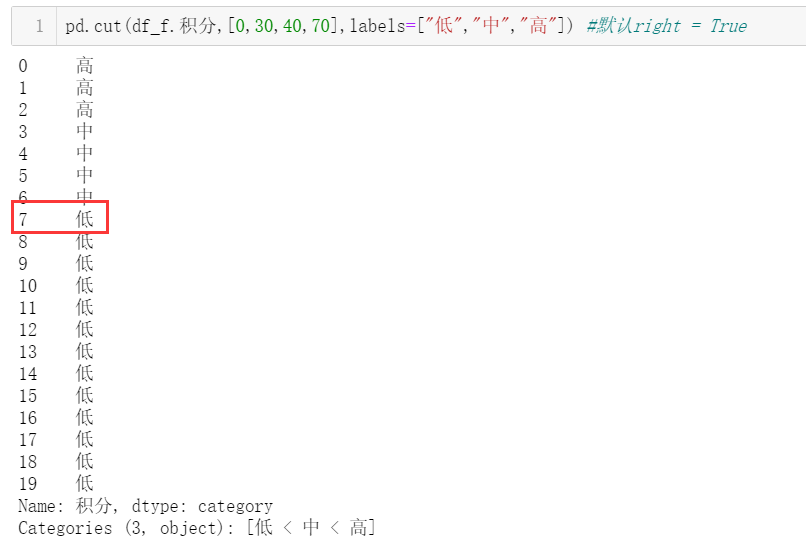 1 pd.cut(df_f.积分,[0,30,40,70],labels=["低","中","高"]) #默认right = True
0 高
1 高
2 高
3 中
4 中
5 中
6 中
7 低
8 低
9 低
10 低
11 低
12 低
13 低
14 低
15 低
16 低
17 低
18 低
19 低
Name: 积分, dtype: category
Categories (3, object): [低 < 中 < 高]